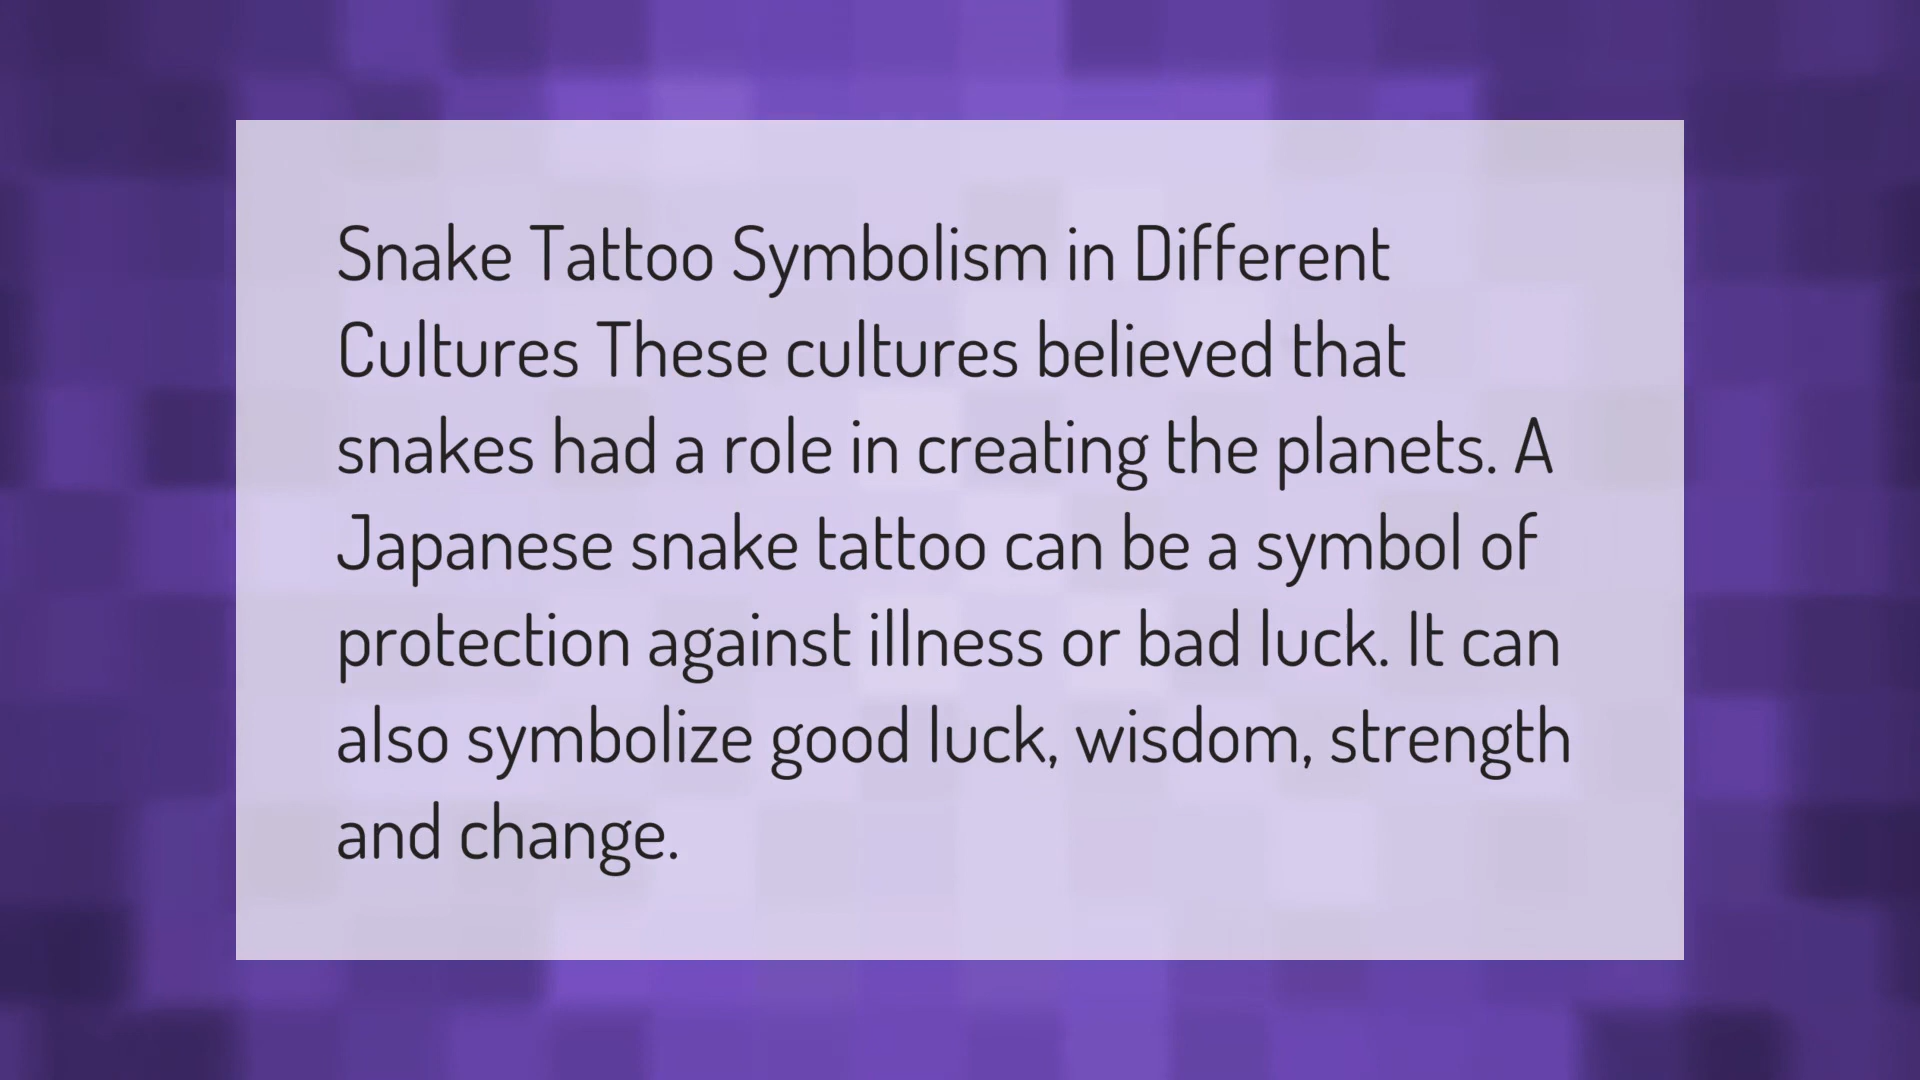 Snake Tattoo Symbolism in Different
Cultures These cultures believed that
snakes had a role in creating the planets. A
Japanese snake tattoo can be a symbol of
protection against illness or bad luck. It can
also symbolize good luck, wisdom, strength
and change.